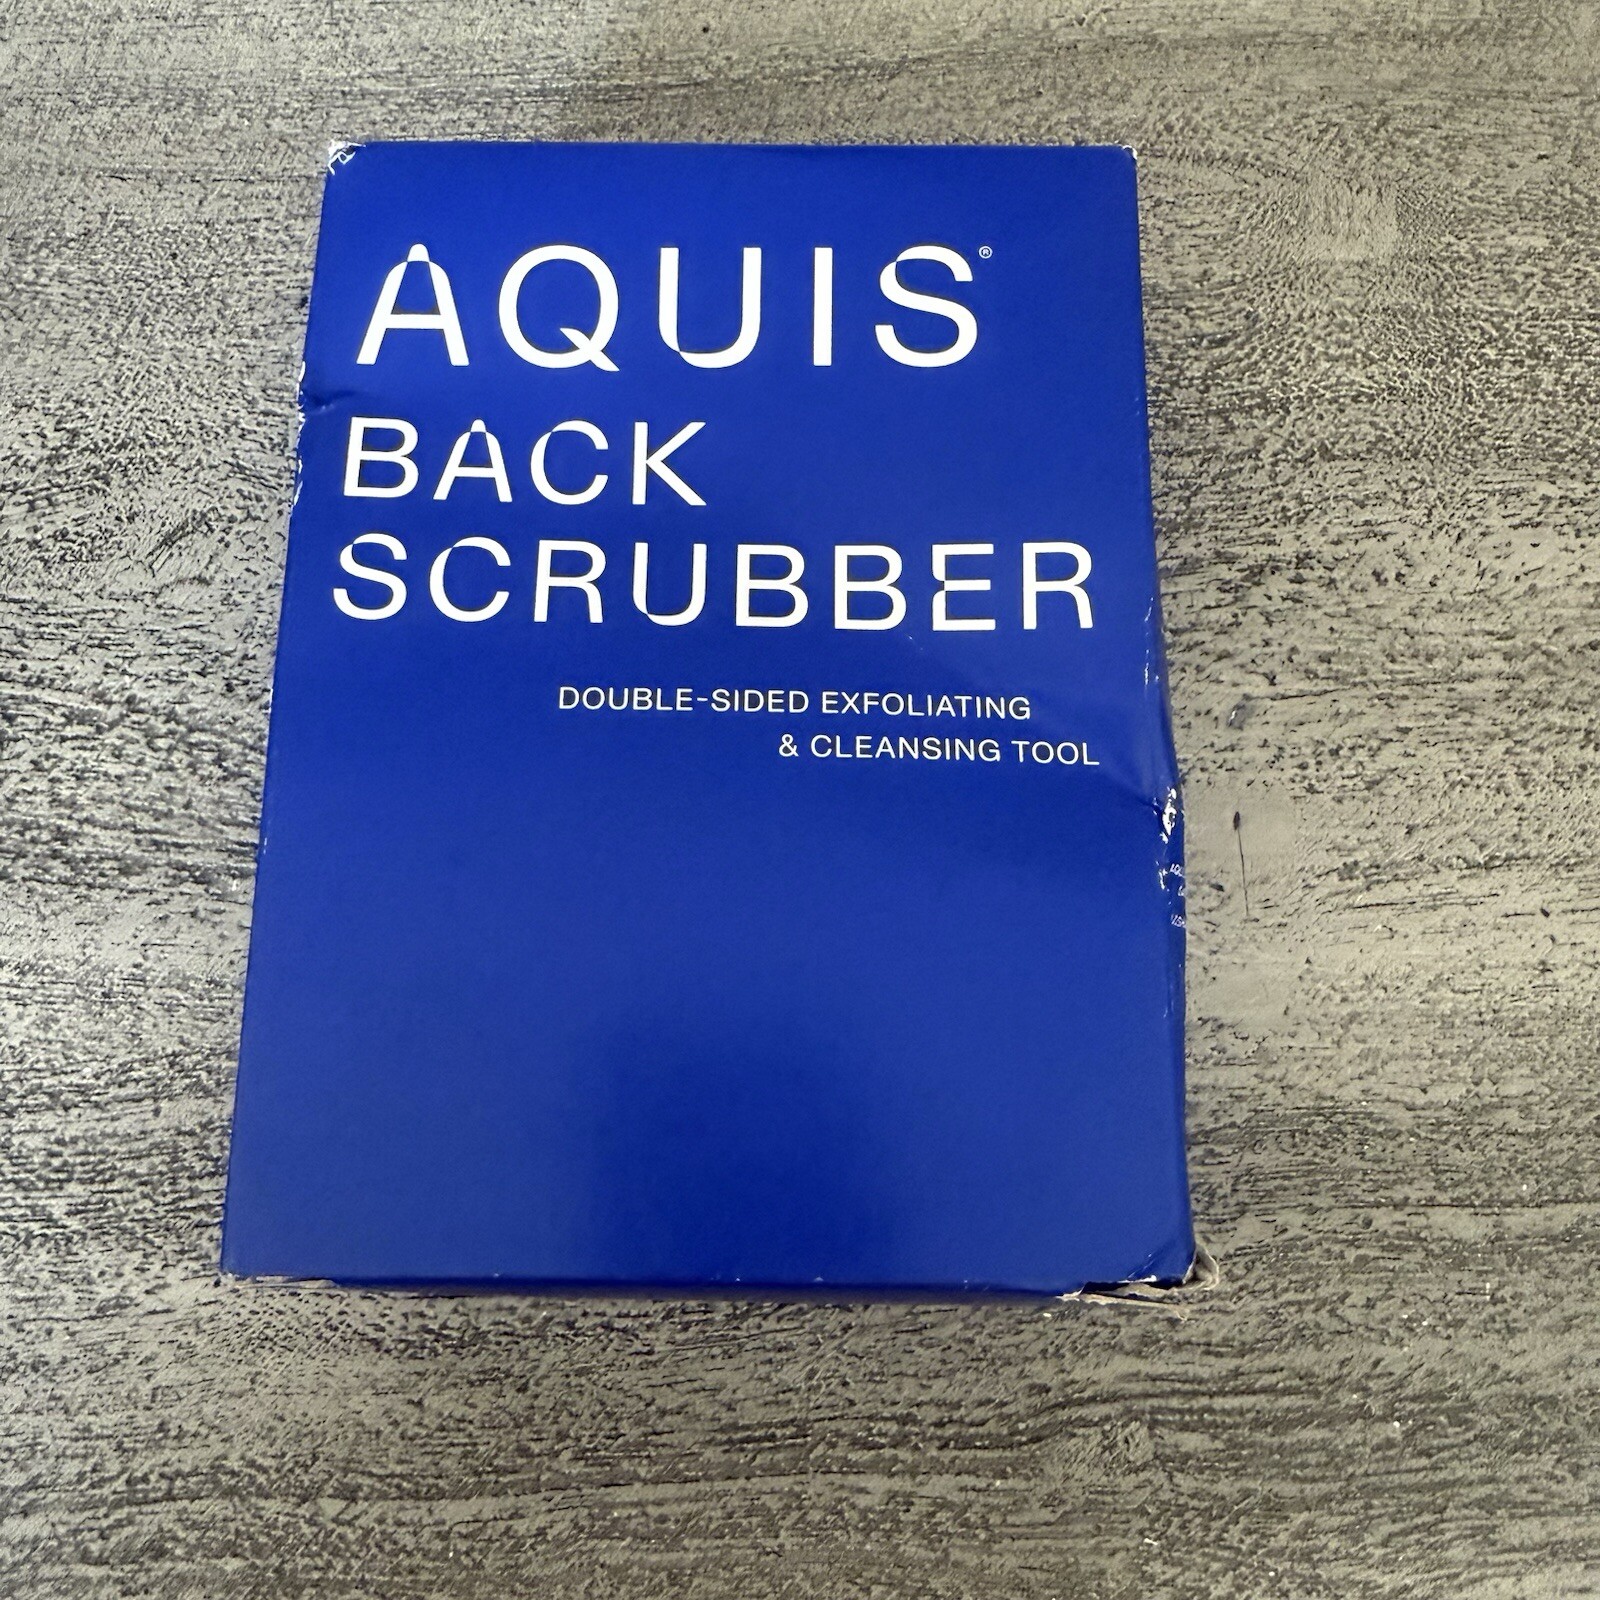 AQUIS®
BACK
SCRUBBER
DOUBLE-SIDED EXFOLIATING
& CLEANSING TOOL